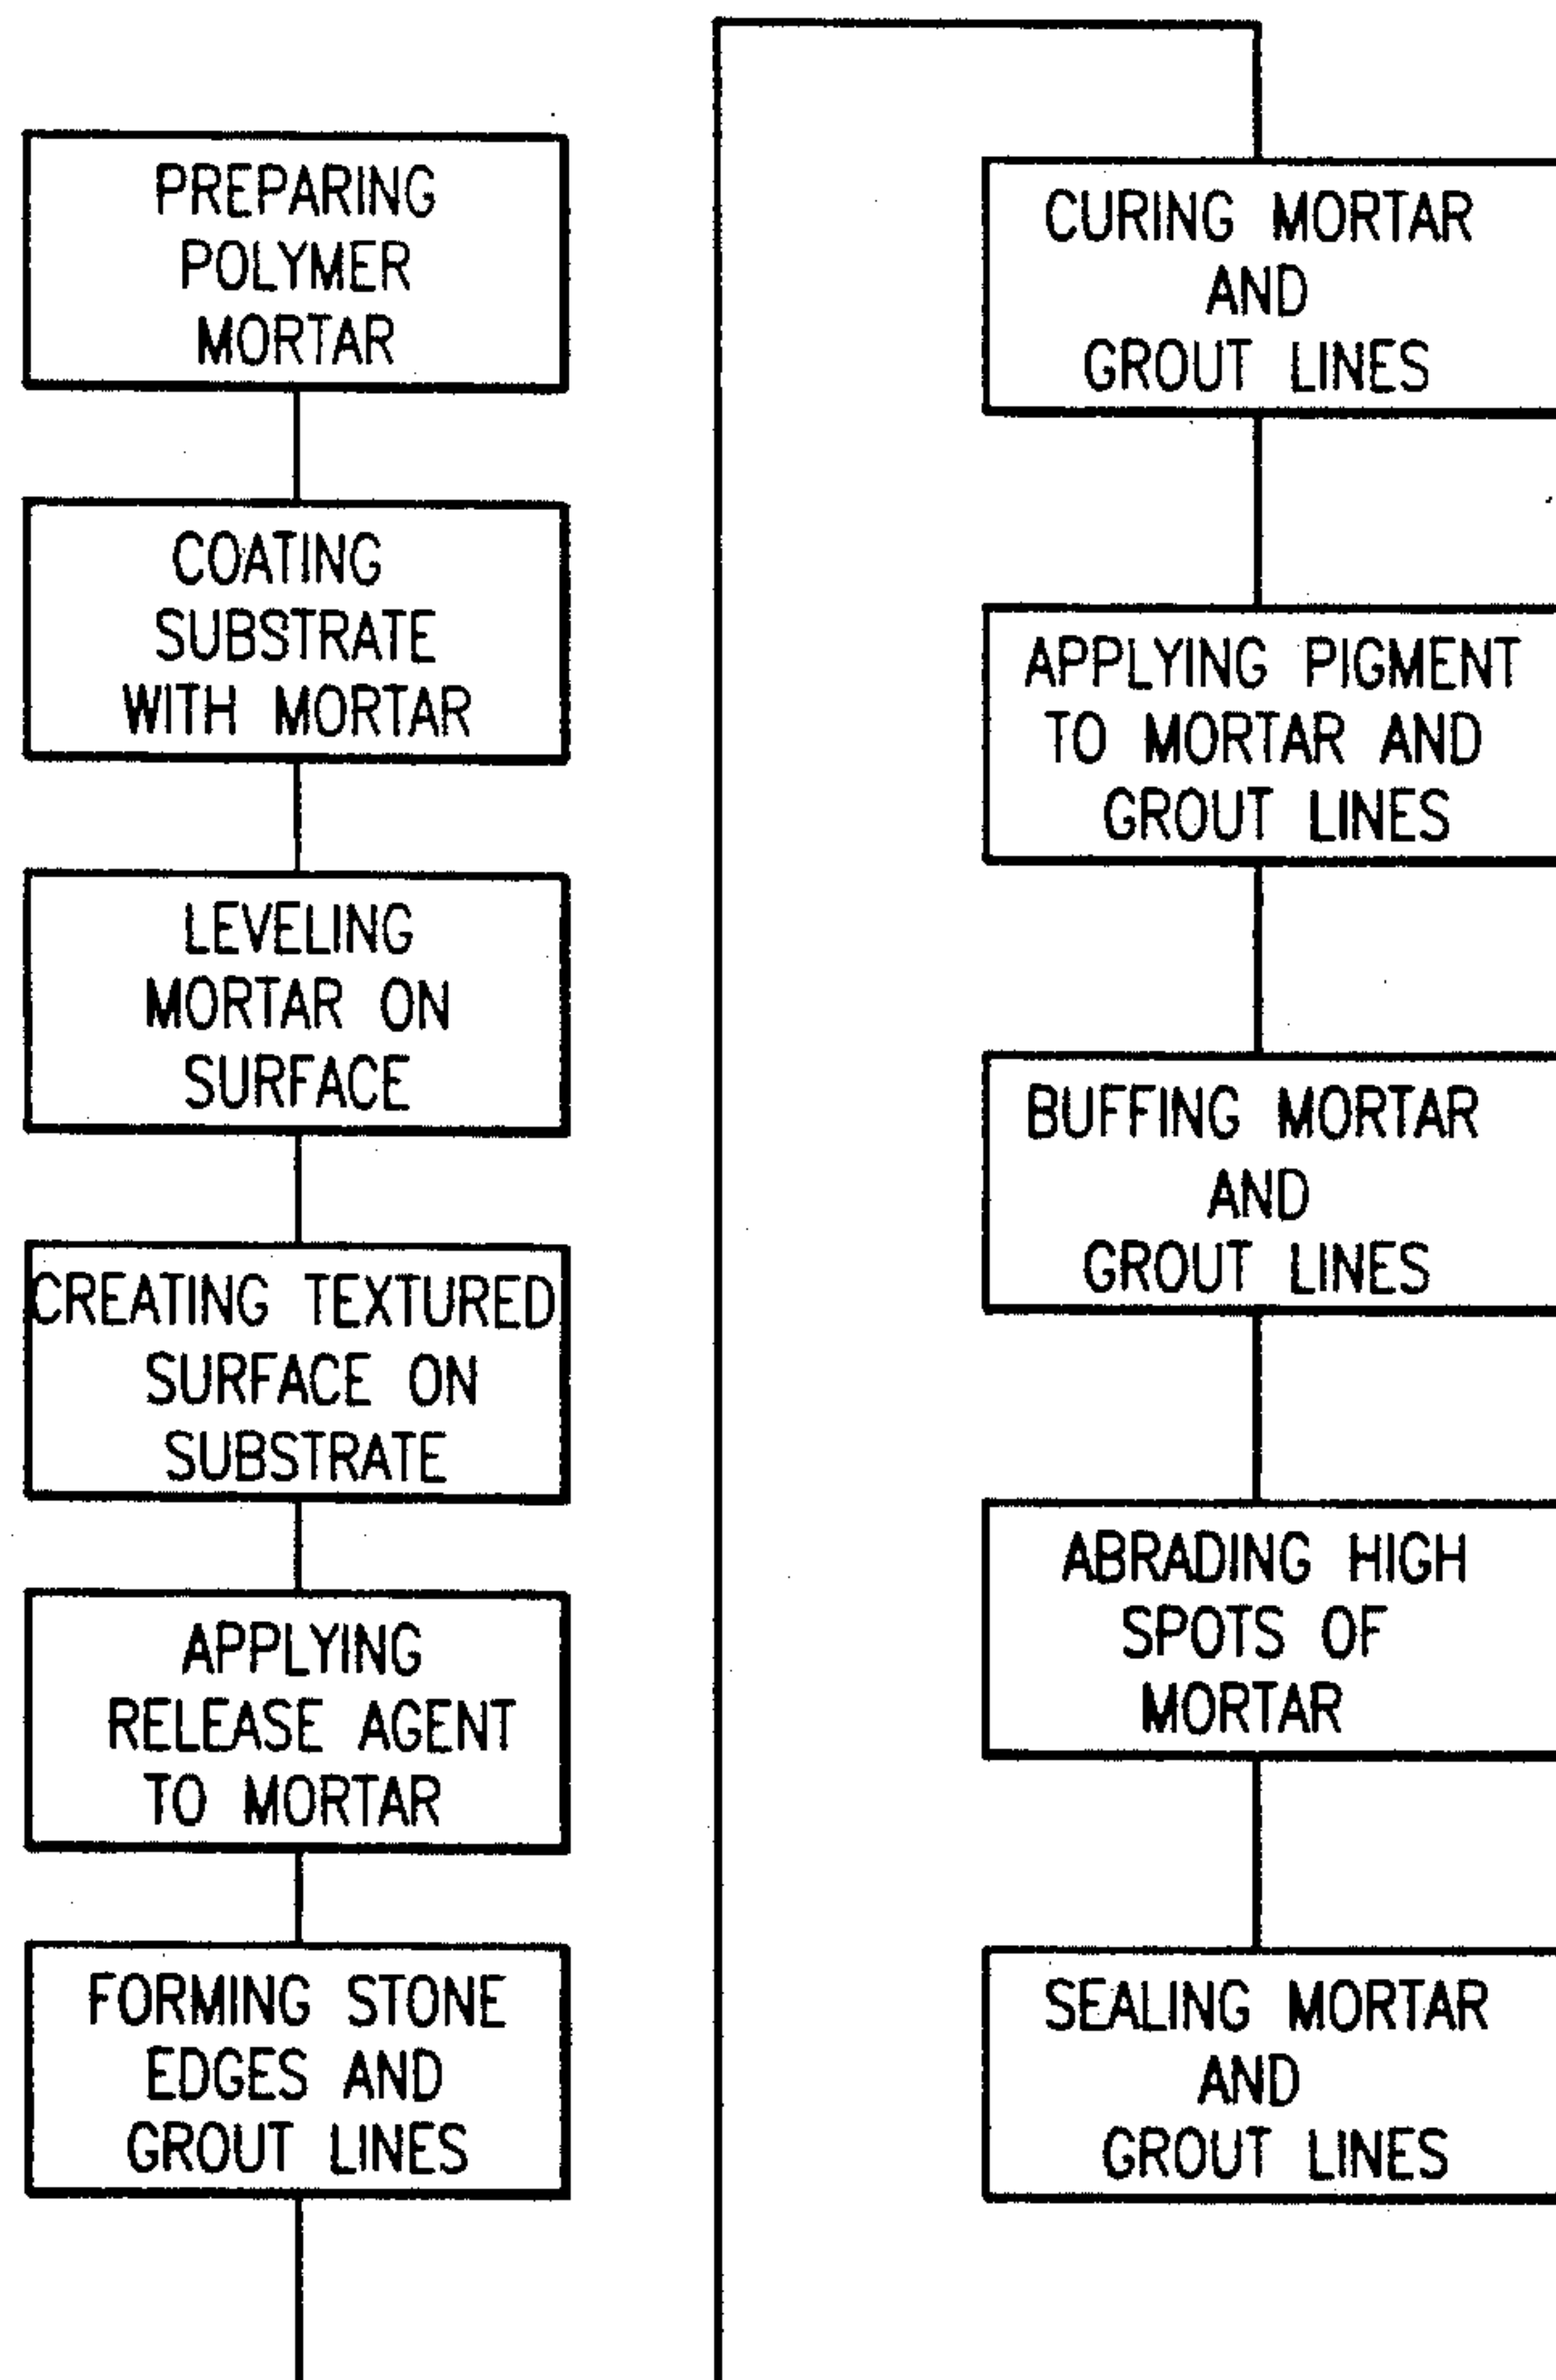 PREPARING
POLYMER
MORTAR
COATING
SUBSTRATE
WITH MORTAR
LEVELING
MORTAR ON
SURFACE
CREATING TEXTURED
SURFACE ON
SUBSTRATE
APPLYING
RELEASE AGENT
TO MORTAR
FORMING STONE
EDGES AND
GROUT LINES
CURING MORTAR
AND
GROUT LINES
APPLYING PIGMENT
TO MORTAR AND
GROUT LINES
BUFFING MORTAR
AND
GROUT LINES
ABRADING HIGH
SPOTS OF
MORTAR
SEALING MORTAR
AND
GROUT LINES